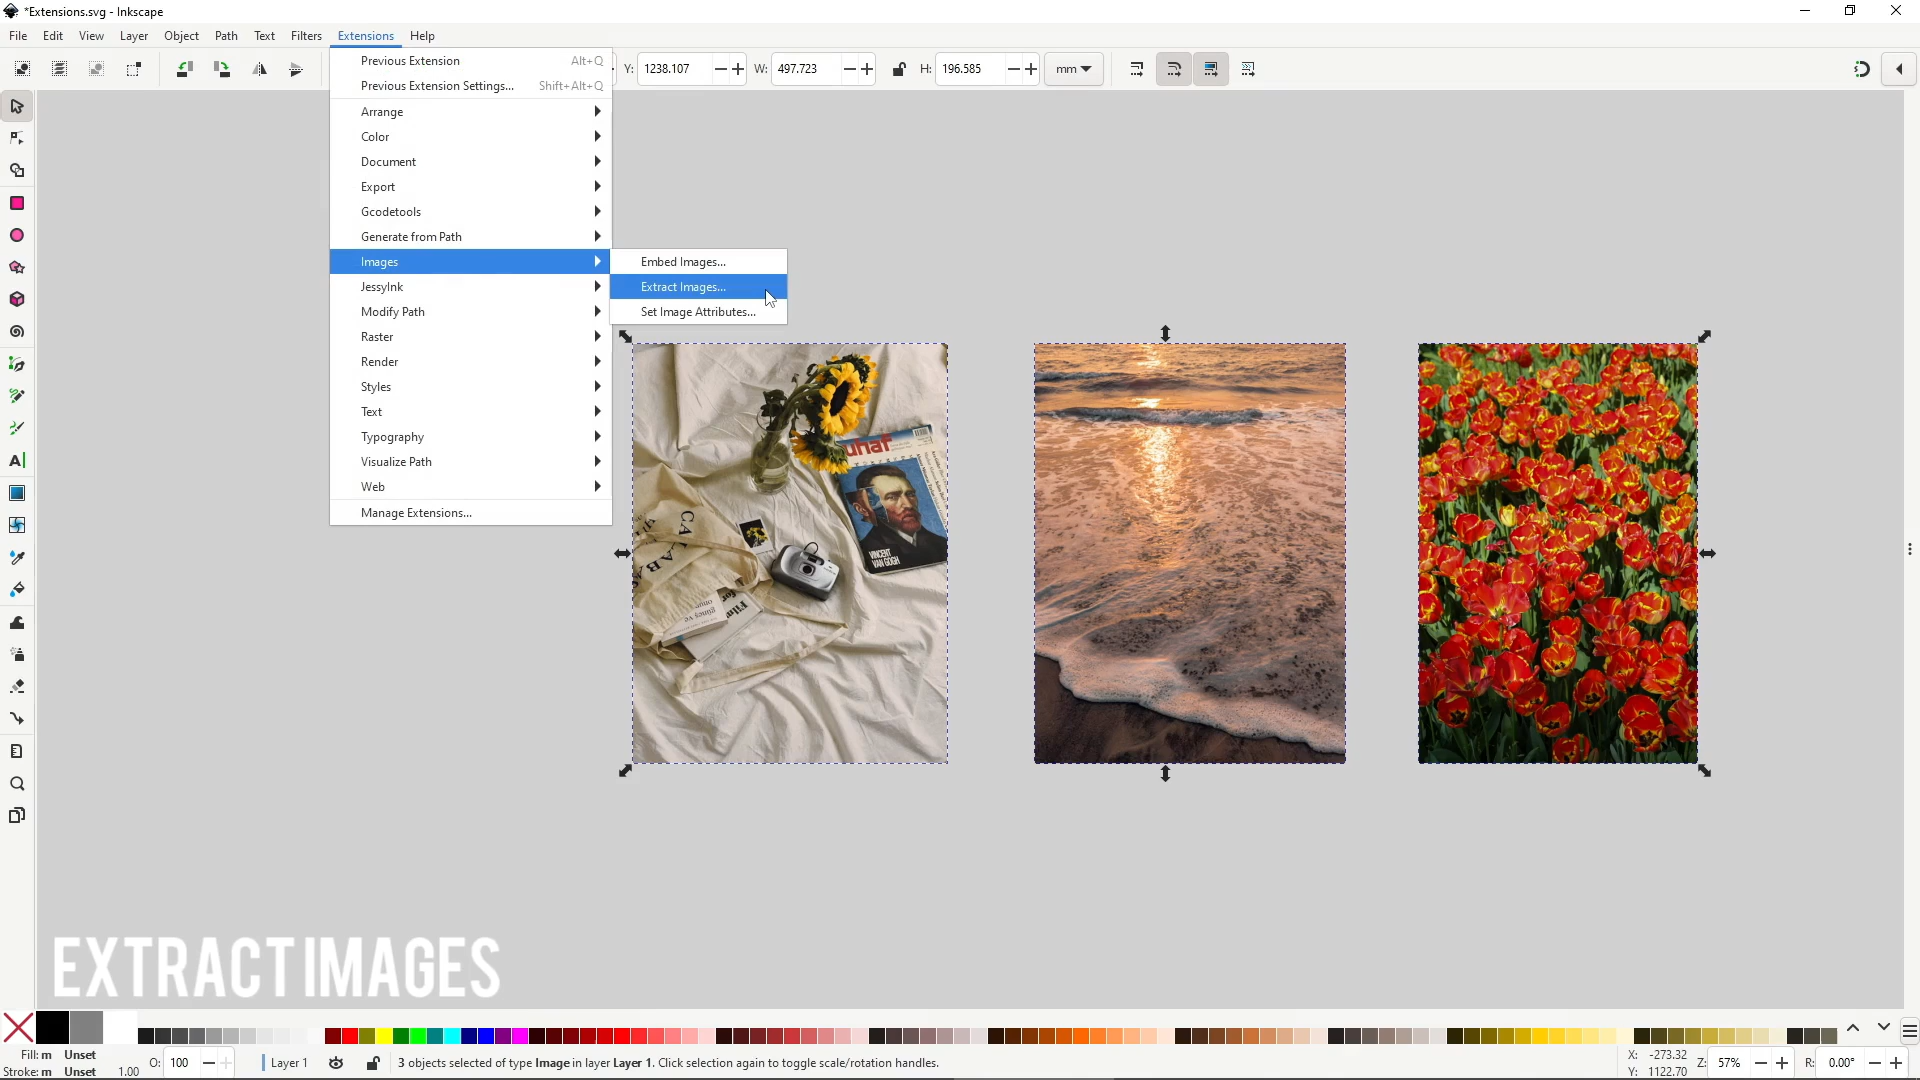 *Extensions.svg - Inkscape
File Edit View Layer Object Path Text Filters Extensions Help
Y: 1238.107 W: 497.723 H: 196.585 mm
Previous Extension Alt+Q
Previous Extension Settings... Shift+Alt+Q
Arrange
Color
Document
Export
Gcodetools
Generate from Path
Images
JessyInk
Modify Path
Raster
Render
Styles
Text
Typography
Visualize Path
Web
Manage Extensions...
Embed Images...
Extract Images...
Set Image Attributes...
uhaf
VINCENT
VAN GOGH
EXTRACT IMAGES
Fill: m Unset
Stroke: m Unset 1.00
O: 100
Layer 1
3 objects selected of type Image in layer Layer 1. Click selection again to toggle scale/rotation handles.
X: -273.32
Y: 1122.70
Z: 57%
R: 0.00°